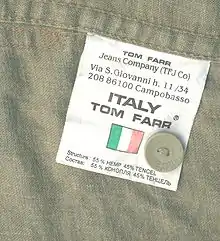 TOM FARR
Jeans Company (TFJ Co)
Via S.Giovanni h. 11/34
208 86100 Campobasso
ITALY
TOM FARR
Structure: 55 % HEMP 45% TENCEL
Состав: 55 % КОНОПЛЯ, 45% ТЕНЦЕЛЬ